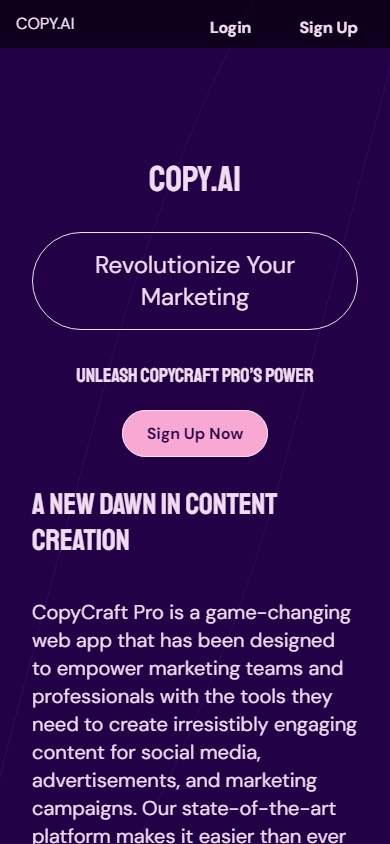 COPY.AI
Login
Sign Up
COPY.AI
Revolutionize Your
Marketing
UNLEASH COPYCRAFT PRO'S POWER
Sign Up Now
A NEW DAWN IN CONTENT
CREATION
CopyCraft Pro is a game-changing
web app that has been designed
to empower marketing teams and
professionals with the tools they
need to create irresistibly engaging
content for social media,
advertisements, and marketing
campaigns. Our state-of-the-art
platform makes it easier than ever